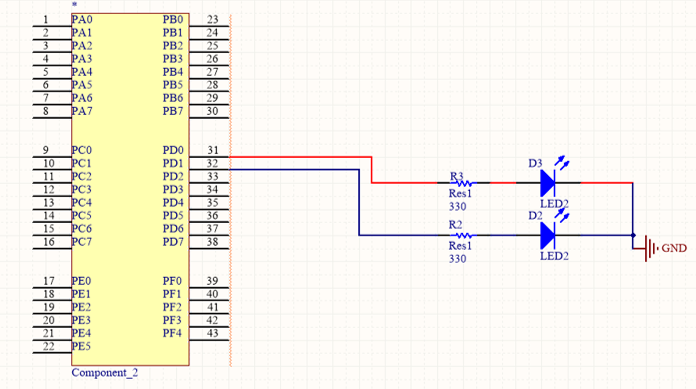 *
1 PA0 PB0 23
2 PA1 PB1 24
3 PA2 PB2 25
4 PA3 PB3 26
5 PA4 PB4 27
6 PA5 PB5 28
7 PA6 PB6 29
8 PA7 PB7 30
9 PC0 PD0 31
10 PC1 PD1 32
11 PC2 PD2 33
12 PC3 PD3 34
13 PC4 PD4 35
14 PC5 PD5 36
15 PC6 PD6 37
16 PC7 PD7 38
17 PE0 PF0 39
18 PE1 PF1 40
19 PE2 PF2 41
20 PE3 PF3 42
21 PE4 PF4 43
22 PE5
Component_2
R3
Res1
330
D3
LED2
R2
Res1
330
D2
LED2
GND